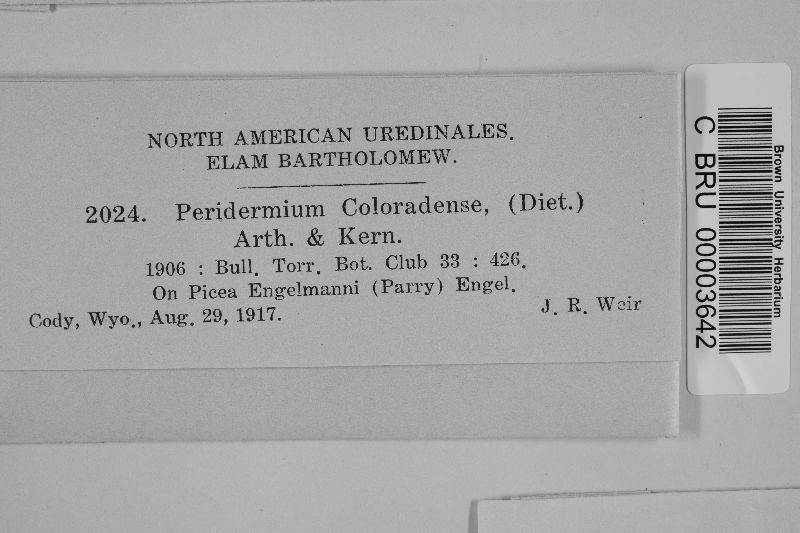 NORTH AMERICAN UREDINALES.
ELAM BARTHOLOMEW.
2024. Peridermium Coloradense, (Diet.)
Arth. & Kern.
1906 : Bull. Torr. Bot. Club 33 : 426.
On Picea Engelmanni (Parry) Engel.
Cody, Wyo., Aug. 29, 1917.
J. R. Weir
Brown University Herbarium
C BRU 00003642